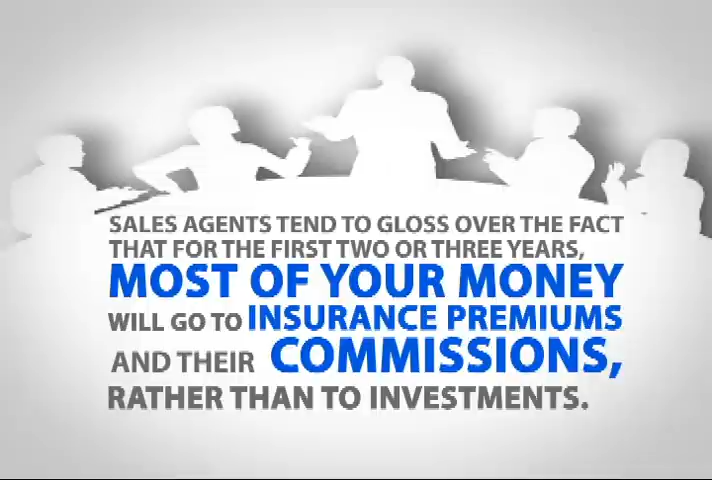 SALES AGENTS TEND TO GLOSS OVER THE FACT
THAT FOR THE FIRST TWO OR THREE YEARS,
MOST OF YOUR MONEY
WILL GO TO INSURANCE PREMIUMS
AND THEIR COMMISSIONS,
RATHER THAN TO INVESTMENTS.